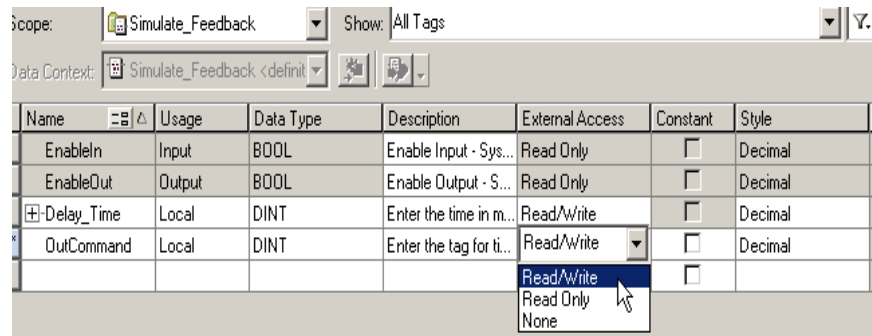 Scope: Simulate_Feedback Show: All Tags
Data Context: Simulate_Feedback <definit
Name Usage Data Type Description External Access Constant Style
EnableIn Input BOOL Enable Input - Sys... Read Only Decimal
EnableOut Output BOOL Enable Output - S... Read Only Decimal
Delay_Time Local DINT Enter the time in m... Read/Write Decimal
OutCommand Local DINT Enter the tag for ti... Read/Write Decimal
Read/Write
Read Only
None